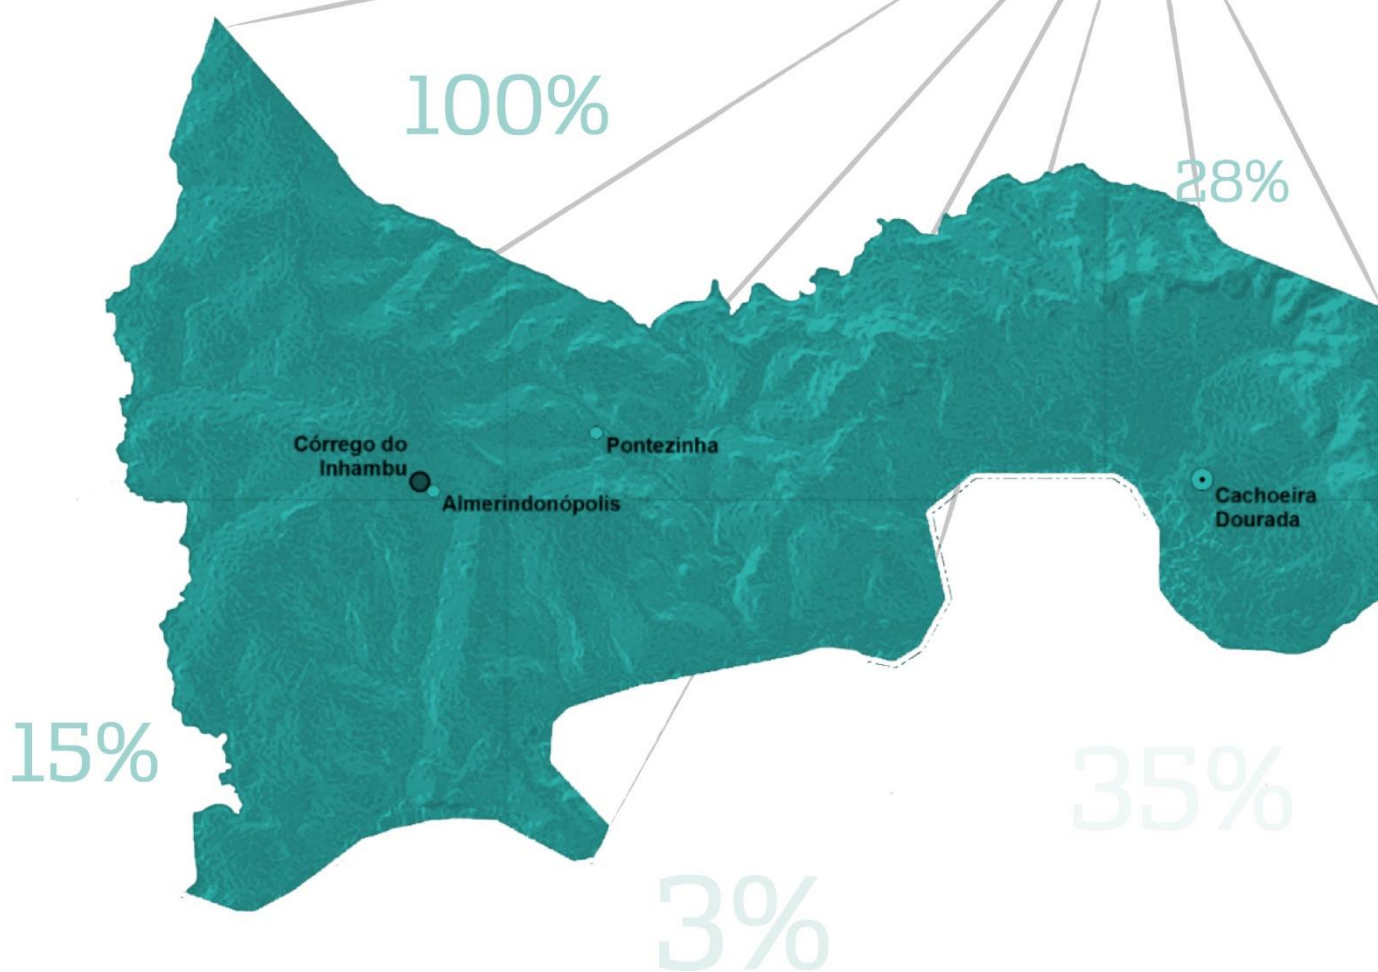 100%
28%
Córrego do
Inhambu
Pontezinha
Almerindonópolis
Cachoeira
Dourada
15%
35%
3%